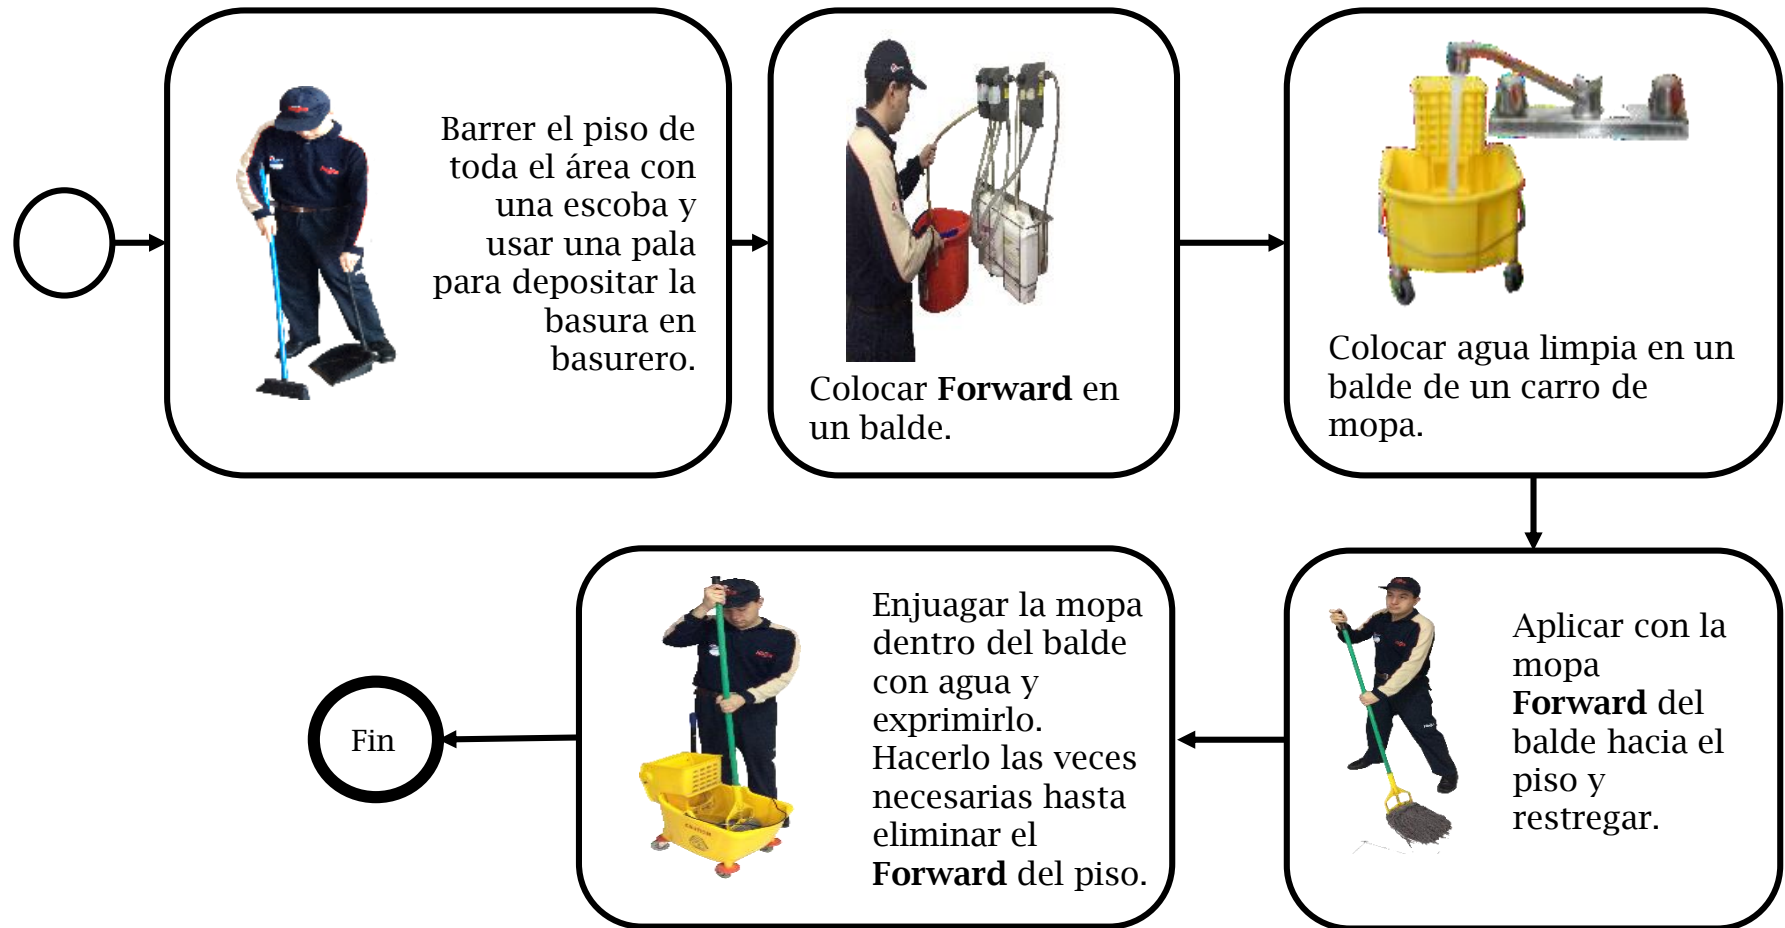 Barrer el piso de
toda el área con
una escoba y
usar una pala
para depositar la
basura en
basurero.
Colocar Forward en
un balde.
Colocar agua limpia en un
balde de un carro de
mopa.
Aplicar con la
mopa
Forward del
balde hacia el
piso y
restregar.
Enjuagar la mopa
dentro del balde
con agua y
exprimirlo.
Hacerlo las veces
necesarias hasta
eliminar el
Forward del piso.
Fin